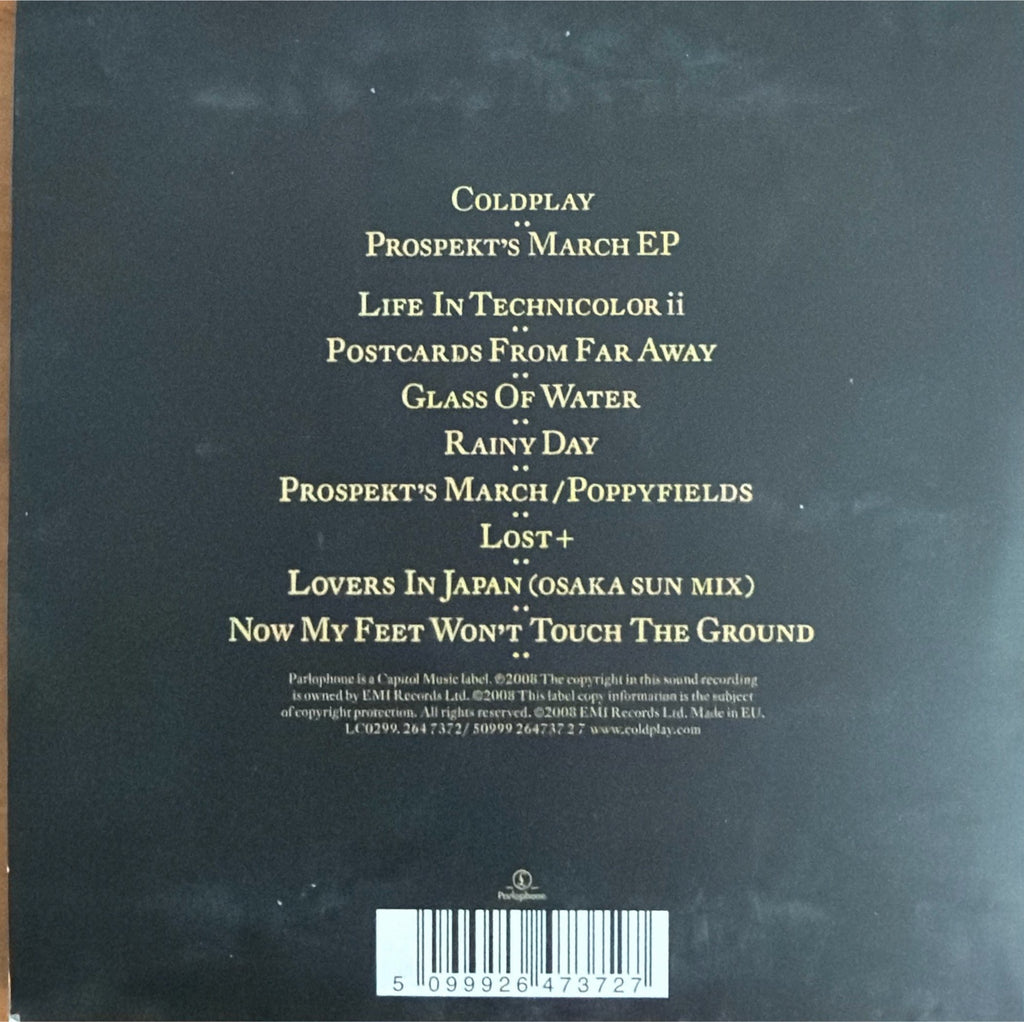 Coldplay
Prospekt's March EP
Life In Technicolor ii
Postcards From Far Away
Glass Of Water
Rainy Day
Prospekt's March/Poppyfields
Lost+
Lovers In Japan (Osaka Sun Mix)
Now My Feet Won't Touch The Ground
Parlophone is a Capitol Music label. ℗2008 The copyright in this sound recording
is owned by EMI Records Ltd. ©2008 This label copy information is the subject
of copyright protection. All rights reserved. ©2008 EMI Records Ltd. Made in EU.
LC0299. 264 7372/ 50999 264737 2 7 www.coldplay.com
Parlophone
5 099926 473727